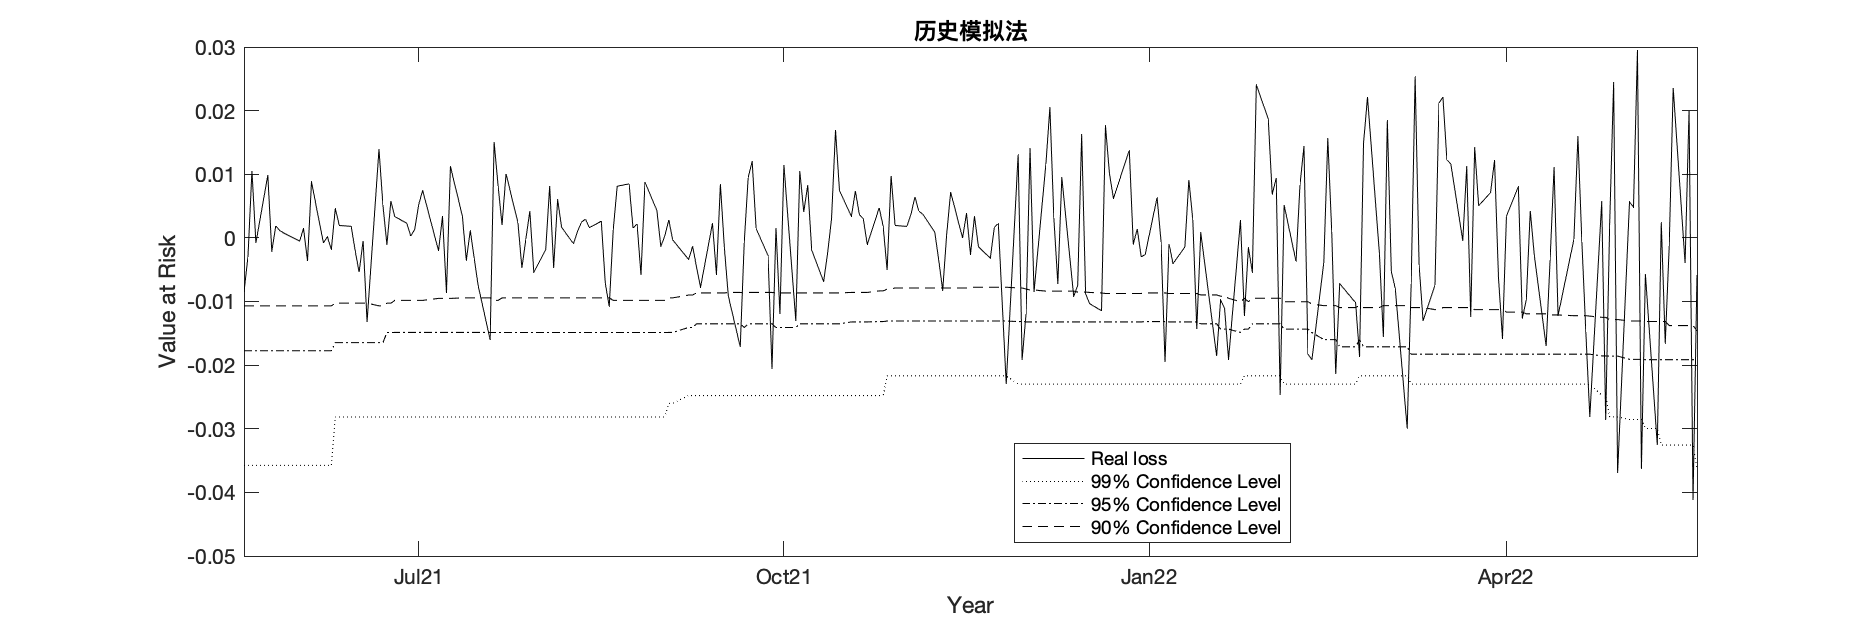 历史模拟法
0.03
0.02
0.01
0
-0.01
-0.02
-0.03
-0.04
-0.05
Value at Risk
Real loss
99% Confidence Level
95% Confidence Level
90% Confidence Level
Jul21
Oct21
Jan22
Apr22
Year